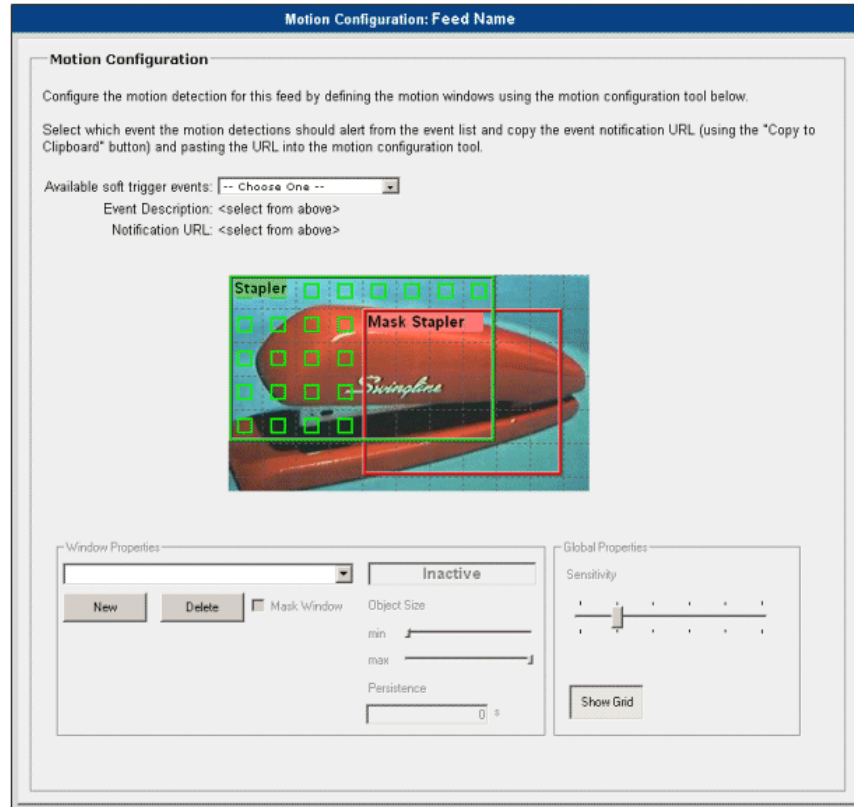 Motion Configuration: Feed Name
Motion Configuration
Configure the motion detection for this feed by defining the motion windows using the motion configuration tool below.
Select which event the motion detections should alert from the event list and copy the event notification URL (using the "Copy to
Clipboard" button) and pasting the URL into the motion configuration tool.
Available soft trigger events: -- Choose One --
Event Description: <select from above>
Notification URL: <select from above>
Stapler
Mask Stapler
Swingline
Window Properties
Inactive
New Delete Mask Window
Object Size
min
max
Persistence
0 s
Global Properties
Sensitivity
Show Grid